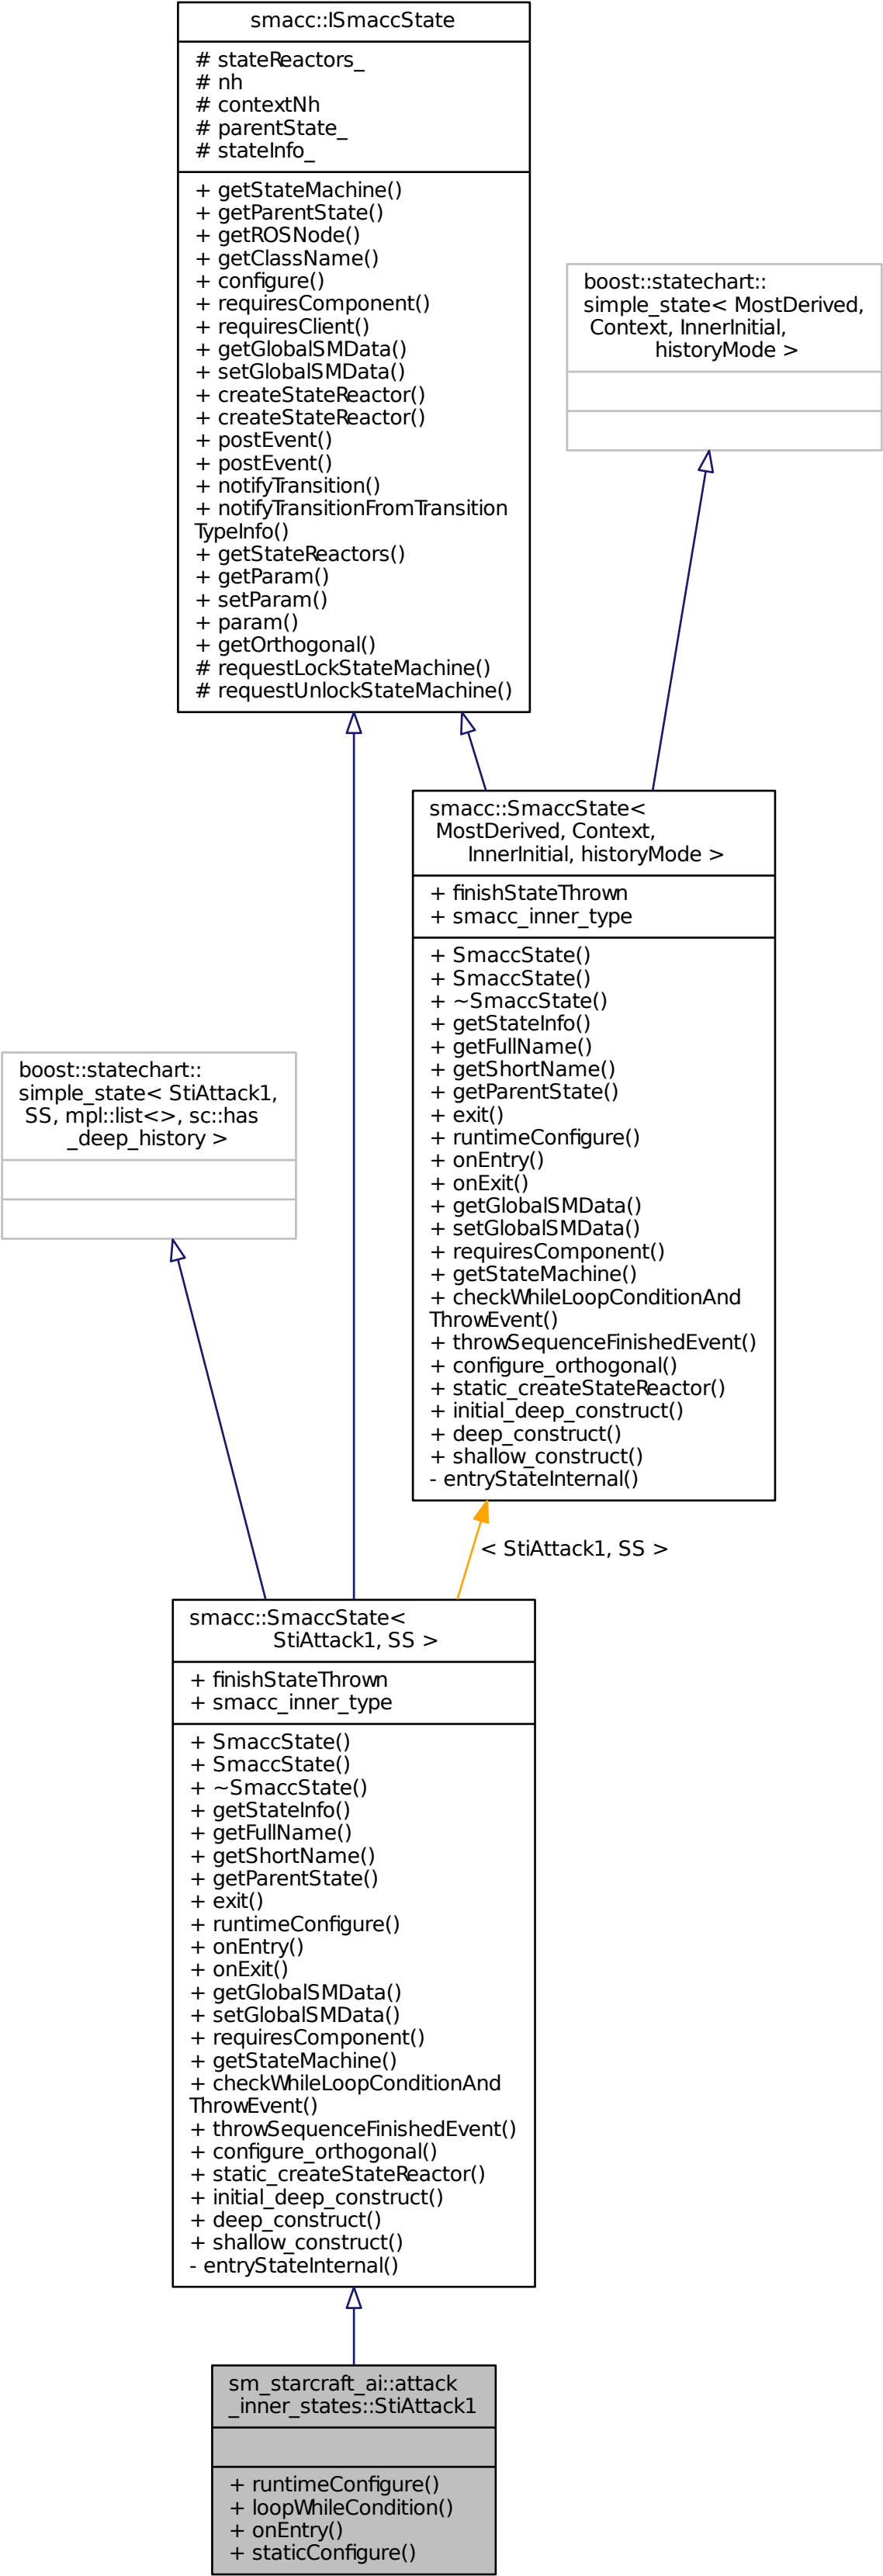 smacc::ISmaccState
# stateReactors_
# nh
# contextNh
# parentState_
# stateInfo_
+ getStateMachine()
+ getParentState()
+ getROSNode()
+ getClassName()
+ configure()
+ requiresComponent()
+ requiresClient()
+ getGlobalSMData()
+ setGlobalSMData()
+ createStateReactor()
+ createStateReactor()
+ postEvent()
+ postEvent()
+ notifyTransition()
+ notifyTransitionFromTransition
TypeInfo()
+ getStateReactors()
+ getParam()
+ setParam()
+ param()
+ getOrthogonal()
# requestLockStateMachine()
# requestUnlockStateMachine()
boost::statechart::
simple_state< MostDerived,
Context, InnerInitial,
historyMode >
smacc::SmaccState<
MostDerived, Context,
InnerInitial, historyMode >
+ finishStateThrown
+ smacc_inner_type
+ SmaccState()
+ SmaccState()
+ ~SmaccState()
+ getStateInfo()
+ getFullName()
+ getShortName()
+ getParentState()
+ exit()
+ runtimeConfigure()
+ onEntry()
+ onExit()
+ getGlobalSMData()
+ setGlobalSMData()
+ requiresComponent()
+ getStateMachine()
+ checkWhileLoopConditionAnd
ThrowEvent()
+ throwSequenceFinishedEvent()
+ configure_orthogonal()
+ static_createStateReactor()
+ initial_deep_construct()
+ deep_construct()
+ shallow_construct()
- entryStateInternal()
boost::statechart::
simple_state< StiAttack1,
SS, mpl::list<>, sc::has
_deep_history >
< StiAttack1, SS >
smacc::SmaccState<
StiAttack1, SS >
+ finishStateThrown
+ smacc_inner_type
+ SmaccState()
+ SmaccState()
+ ~SmaccState()
+ getStateInfo()
+ getFullName()
+ getShortName()
+ getParentState()
+ exit()
+ runtimeConfigure()
+ onEntry()
+ onExit()
+ getGlobalSMData()
+ setGlobalSMData()
+ requiresComponent()
+ getStateMachine()
+ checkWhileLoopConditionAnd
ThrowEvent()
+ throwSequenceFinishedEvent()
+ configure_orthogonal()
+ static_createStateReactor()
+ initial_deep_construct()
+ deep_construct()
+ shallow_construct()
- entryStateInternal()
sm_starcraft_ai::attack
_inner_states::StiAttack1
+ runtimeConfigure()
+ loopWhileCondition()
+ onEntry()
+ staticConfigure()